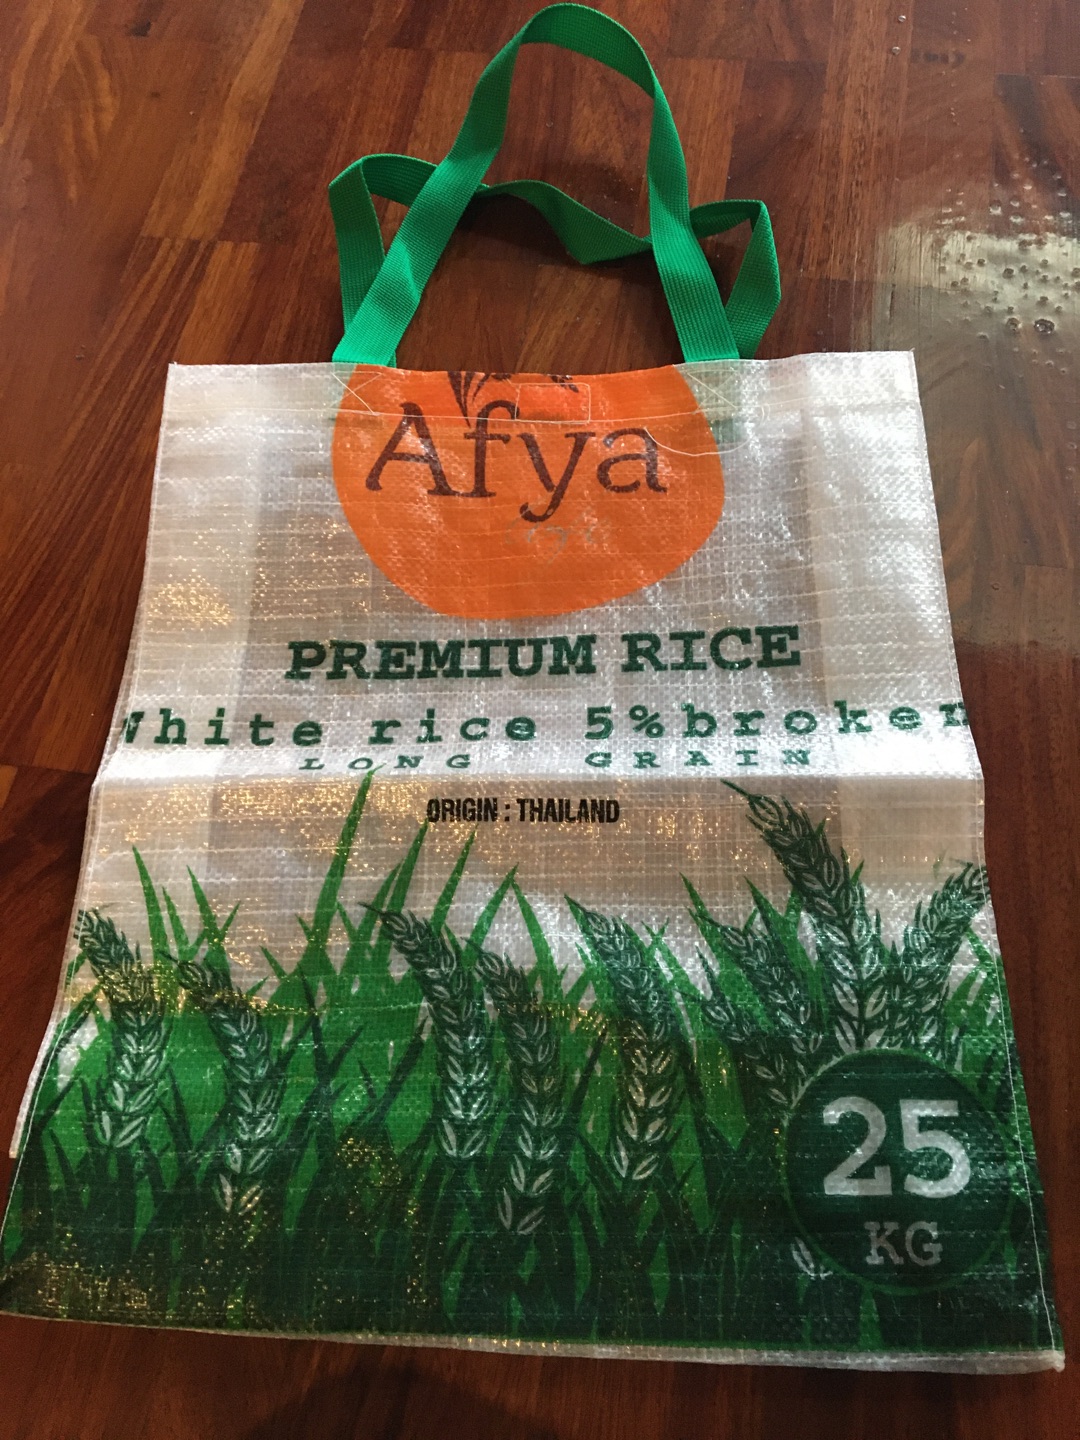 Afya
PREMIUM RICE
White rice 5%broken
LONG GRAIN
ORIGIN : THAILAND
25
KG